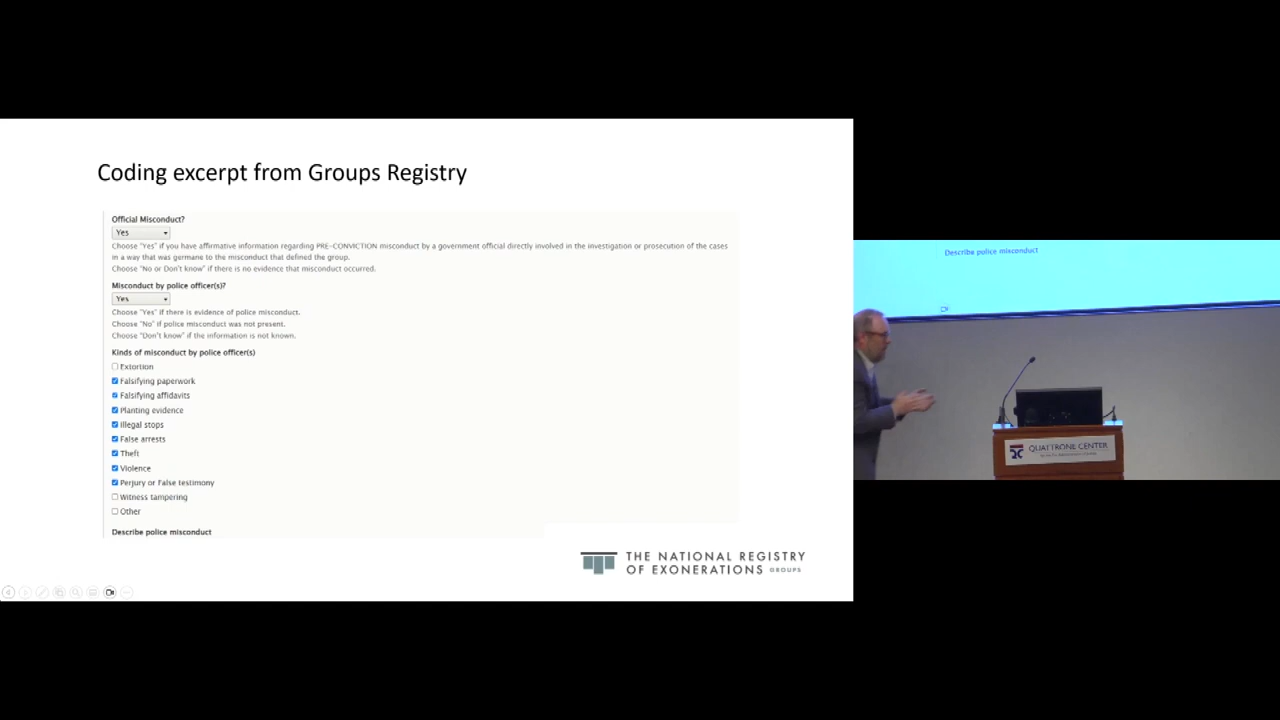 Coding excerpt from Groups Registry
Official Misconduct?
Yes
Choose "Yes" if you have affirmative information regarding PRE-CONVICTION misconduct by a government official directly involved in the investigation or prosecution of the cases
in a way that was germane to the misconduct that defined the group.
Choose "No or Don't know" if there is no evidence that misconduct occurred.
Misconduct by police officer(s)?
Yes
Choose "Yes" if there is evidence of police misconduct.
Choose "No" if police misconduct was not present.
Choose "Don't know" if the information is not known.
Kinds of misconduct by police officer(s)
Extortion
Falsifying paperwork
Falsifying affidavits
Planting evidence
Illegal stops
False arrests
Theft
Violence
Perjury or False testimony
Witness tampering
Other
Describe police misconduct
THE NATIONAL REGISTRY
OF EXONERATIONS GROUPS
Describe police misconduct
QUATTRONE CENTER